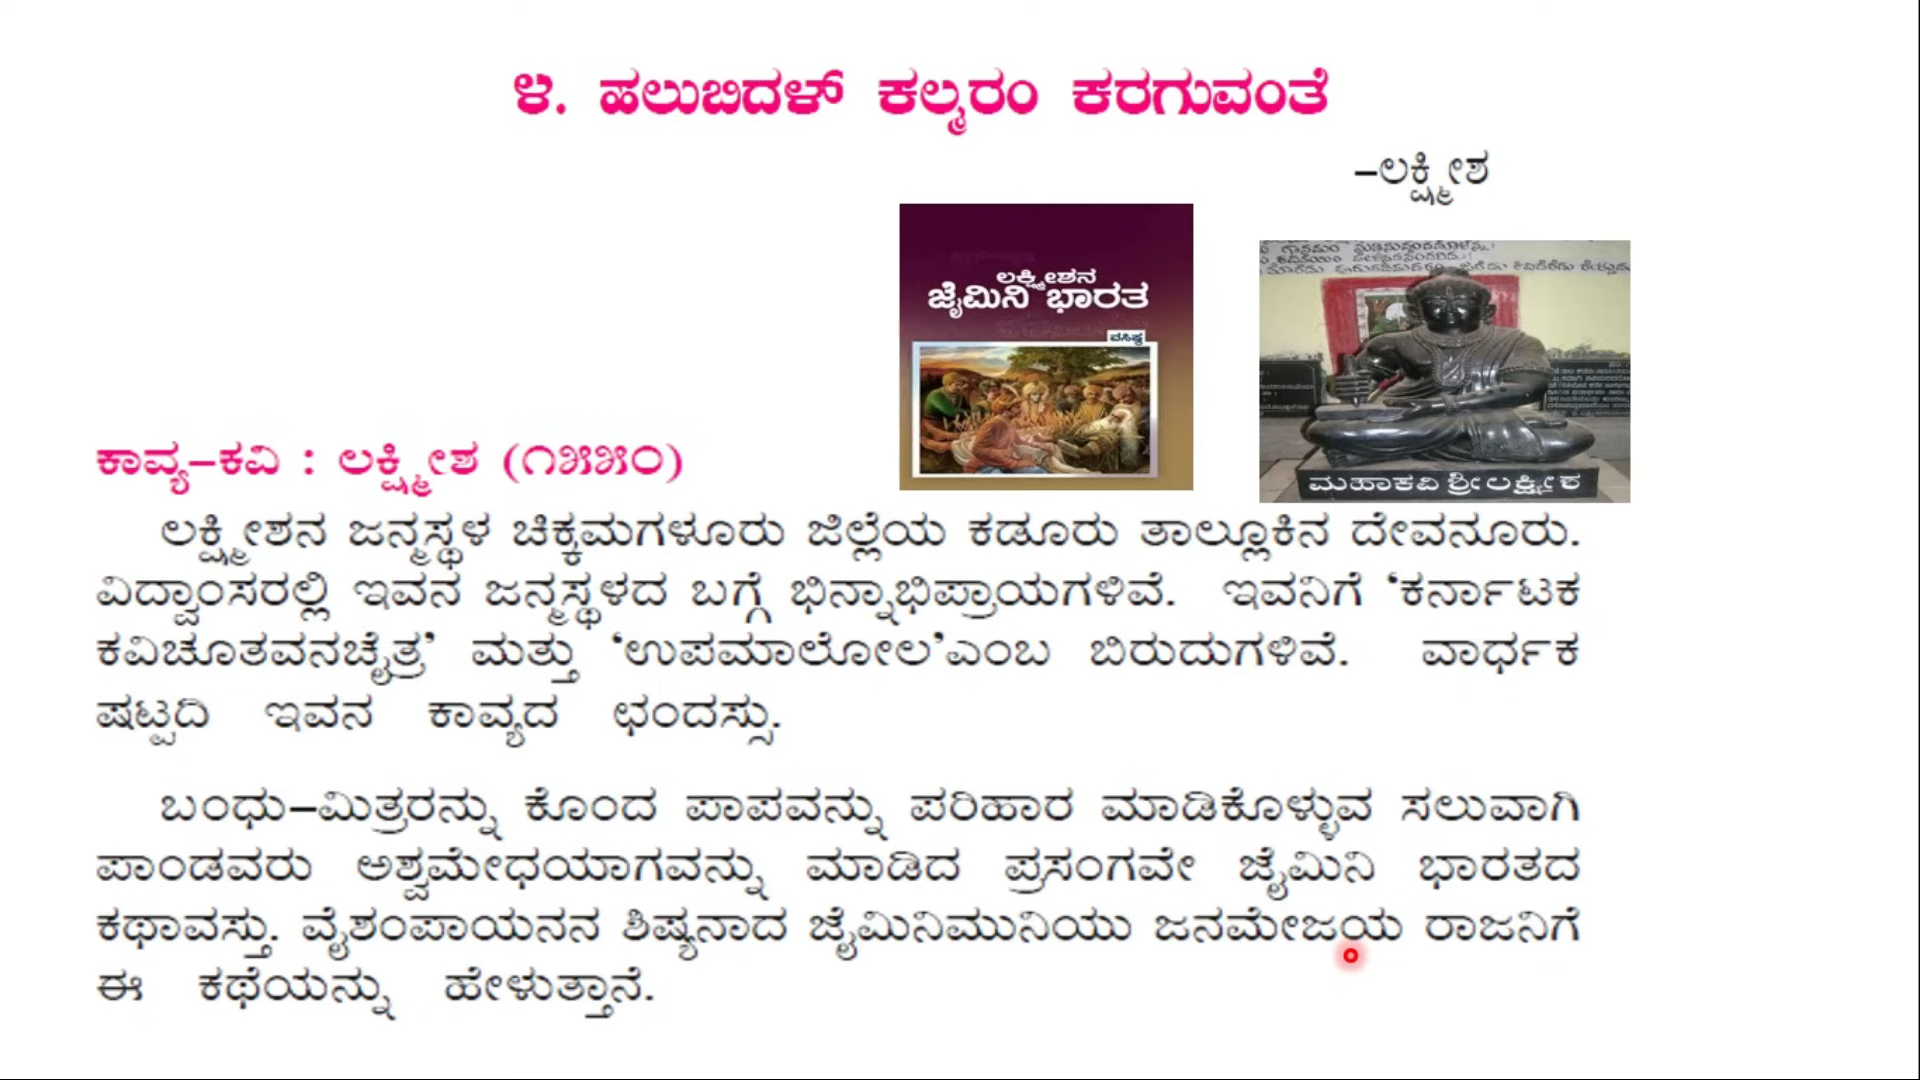 ೪. ಹಲುಬಿದಳ್ ಕಲ್ಮರಂ ಕರಗುವಂತೆ
–ಲಕ್ಷ್ಮೀಶ
ಲಕ್ಷ್ಮೀಶನ
ಜೈಮಿನಿ ಭಾರತ
ವಸಿಷ್ಠ
ಮಹಾಕವಿ ಶ್ರೀ ಲಕ್ಷ್ಮೀಶ
ಕಾವ್ಯ–ಕವಿ : ಲಕ್ಷ್ಮೀಶ (೧೫೫೦)
ಲಕ್ಷ್ಮೀಶನ ಜನ್ಮಸ್ಥಳ ಚಿಕ್ಕಮಗಳೂರು ಜಿಲ್ಲೆಯ ಕಡೂರು ತಾಲ್ಲೂಕಿನ ದೇವನೂರು.
ವಿದ್ವಾಂಸರಲ್ಲಿ ಇವನ ಜನ್ಮಸ್ಥಳದ ಬಗ್ಗೆ ಭಿನ್ನಾಭಿಪ್ರಾಯಗಳಿವೆ. ಇವನಿಗೆ ‘ಕರ್ನಾಟಕ
ಕವಿಚೂತವನಚೈತ್ರ’ ಮತ್ತು ‘ಉಪಮಾಲೋಲ’ಎಂಬ ಬಿರುದುಗಳಿವೆ. ವಾರ್ಧಕ
ಷಟ್ಪದಿ ಇವನ ಕಾವ್ಯದ ಛಂದಸ್ಸು.
ಬಂಧು–ಮಿತ್ರರನ್ನು ಕೊಂದ ಪಾಪವನ್ನು ಪರಿಹಾರ ಮಾಡಿಕೊಳ್ಳುವ ಸಲುವಾಗಿ
ಪಾಂಡವರು ಅಶ್ವಮೇಧಯಾಗವನ್ನು ಮಾಡಿದ ಪ್ರಸಂಗವೇ ಜೈಮಿನಿ ಭಾರತದ
ಕಥಾವಸ್ತು. ವೈಶಂಪಾಯನನ ಶಿಷ್ಯನಾದ ಜೈಮಿನಿಮುನಿಯು ಜನಮೇಜಯ ರಾಜನಿಗೆ
ಈ ಕಥೆಯನ್ನು ಹೇಳುತ್ತಾನೆ.